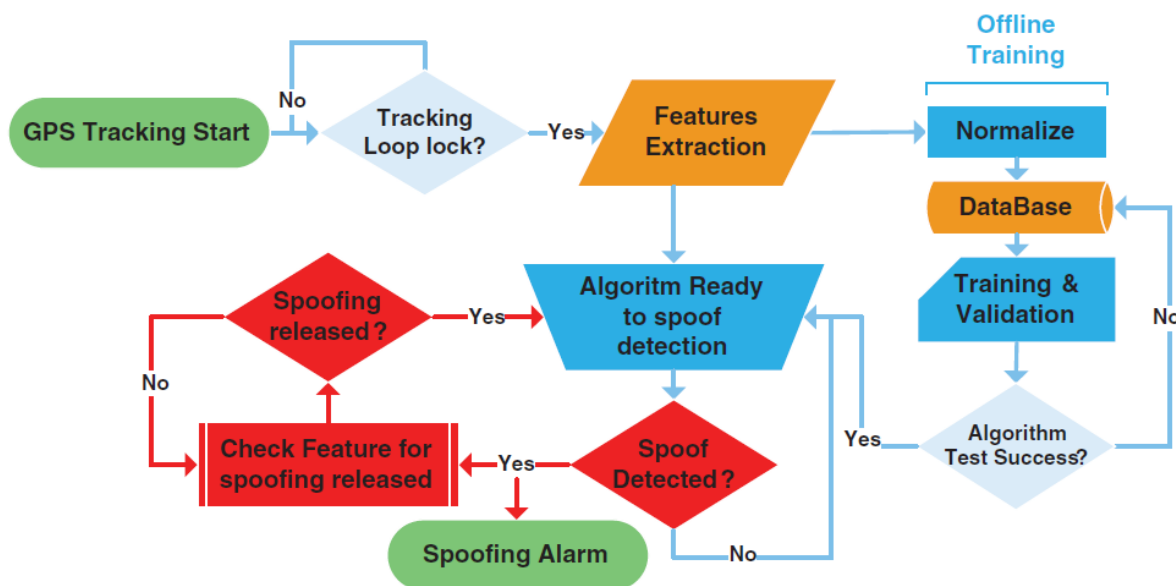 Offline
Training
No
GPS Tracking Start
Tracking
Loop lock?
Yes
Features
Extraction
Normalize
DataBase
Training &
Validation
No
Algorithm
Test Success?
Yes
Algoritm Ready
to spoof
detection
Spoofing
released?
Yes
No
Check Feature for
spoofing released
Yes
Spoof
Detected?
No
Spoofing Alarm